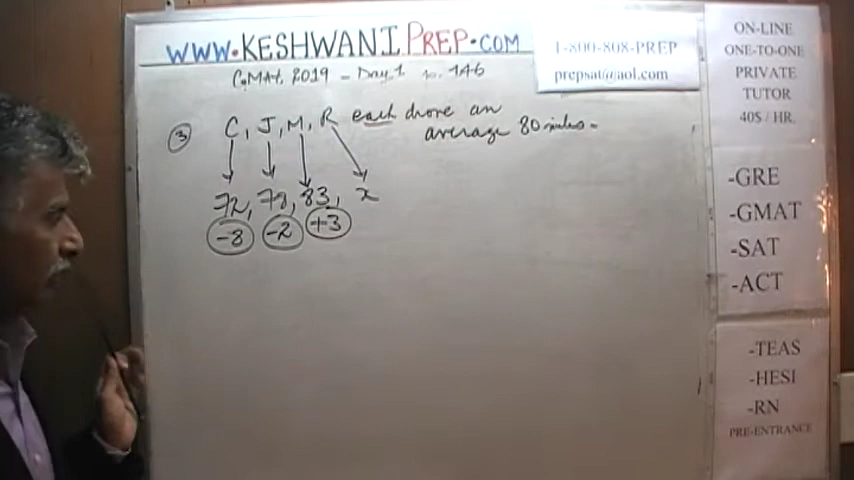 WWW.KESHWANIPREP.COM
1-800-808-PREP
prepsat@aol.com
GMAT, 2019 - Day 1 146
③ C, J, M, R each drove an
average 80 miles -
72, 78, 83, x
-8 -2 +3
ON-LINE
ONE-TO-ONE
PRIVATE
TUTOR
40$ / HR.
-GRE
-GMAT
-SAT
-ACT
-TEAS
-HESI
-RN
PRE-ENTRANCE